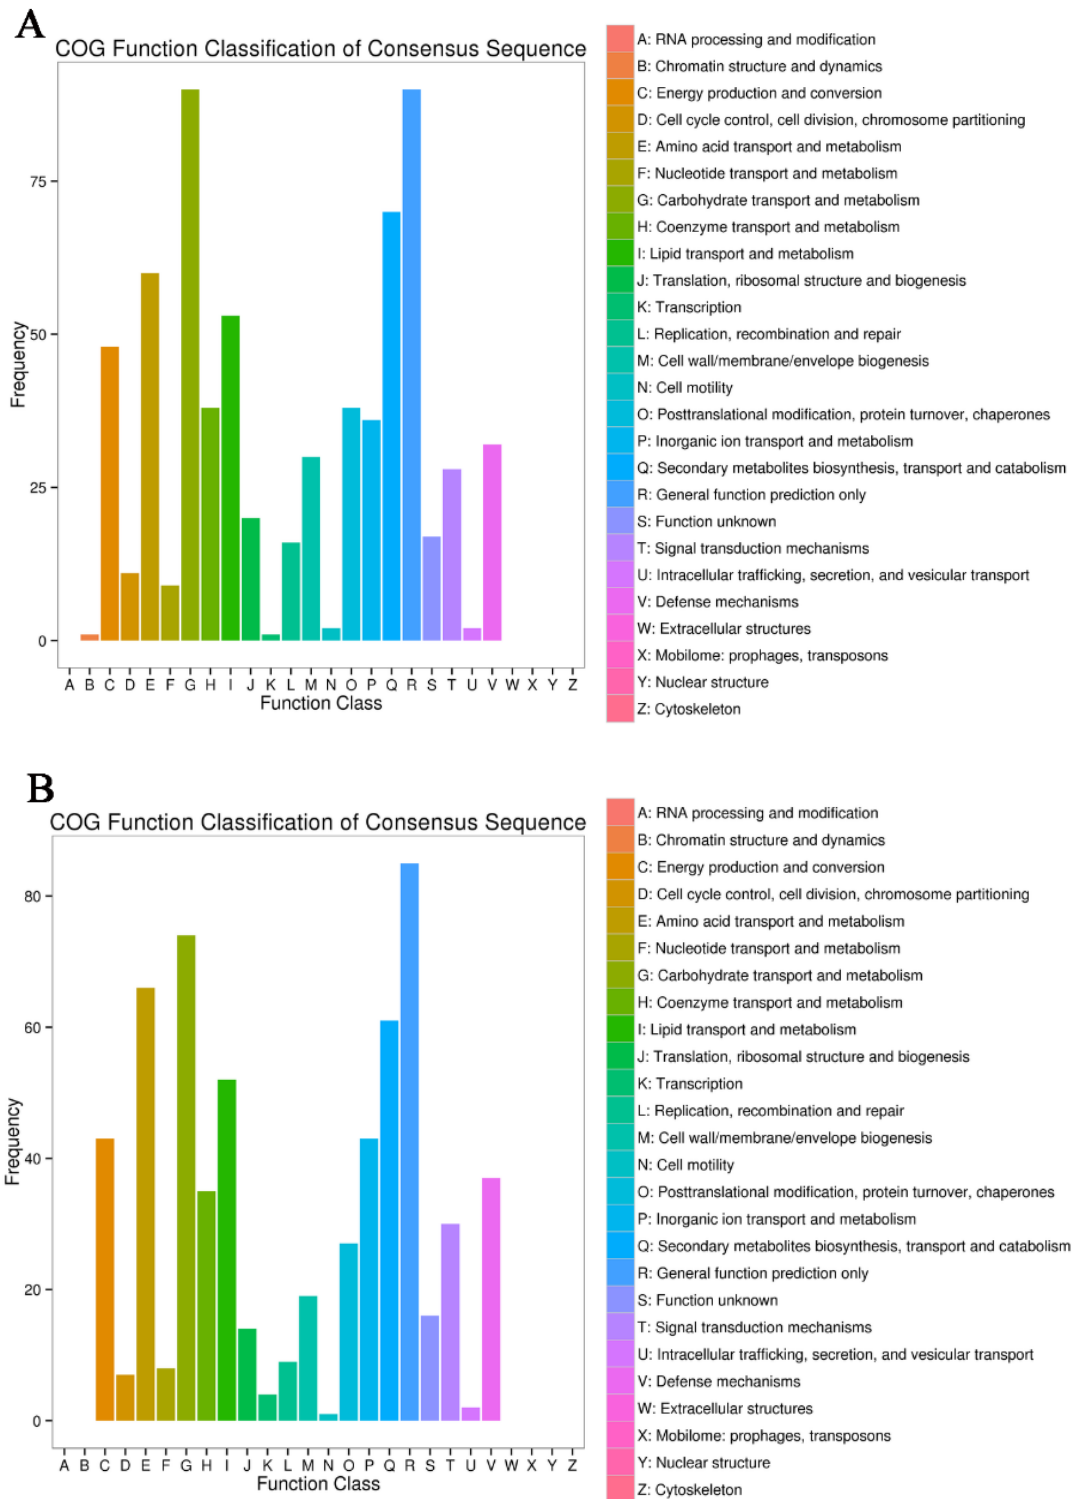 A
COG Function Classification of Consensus Sequence
75
50
25
0
Frequency
A B C D E F G H I J K L M N O P Q R S T U V W X Y Z
Function Class
A: RNA processing and modification
B: Chromatin structure and dynamics
C: Energy production and conversion
D: Cell cycle control, cell division, chromosome partitioning
E: Amino acid transport and metabolism
F: Nucleotide transport and metabolism
G: Carbohydrate transport and metabolism
H: Coenzyme transport and metabolism
I: Lipid transport and metabolism
J: Translation, ribosomal structure and biogenesis
K: Transcription
L: Replication, recombination and repair
M: Cell wall/membrane/envelope biogenesis
N: Cell motility
O: Posttranslational modification, protein turnover, chaperones
P: Inorganic ion transport and metabolism
Q: Secondary metabolites biosynthesis, transport and catabolism
R: General function prediction only
S: Function unknown
T: Signal transduction mechanisms
U: Intracellular trafficking, secretion, and vesicular transport
V: Defense mechanisms
W: Extracellular structures
X: Mobilome: prophages, transposons
Y: Nuclear structure
Z: Cytoskeleton
B
COG Function Classification of Consensus Sequence
80
60
40
20
0
Frequency
A B C D E F G H I J K L M N O P Q R S T U V W X Y Z
Function Class
A: RNA processing and modification
B: Chromatin structure and dynamics
C: Energy production and conversion
D: Cell cycle control, cell division, chromosome partitioning
E: Amino acid transport and metabolism
F: Nucleotide transport and metabolism
G: Carbohydrate transport and metabolism
H: Coenzyme transport and metabolism
I: Lipid transport and metabolism
J: Translation, ribosomal structure and biogenesis
K: Transcription
L: Replication, recombination and repair
M: Cell wall/membrane/envelope biogenesis
N: Cell motility
O: Posttranslational modification, protein turnover, chaperones
P: Inorganic ion transport and metabolism
Q: Secondary metabolites biosynthesis, transport and catabolism
R: General function prediction only
S: Function unknown
T: Signal transduction mechanisms
U: Intracellular trafficking, secretion, and vesicular transport
V: Defense mechanisms
W: Extracellular structures
X: Mobilome: prophages, transposons
Y: Nuclear structure
Z: Cytoskeleton